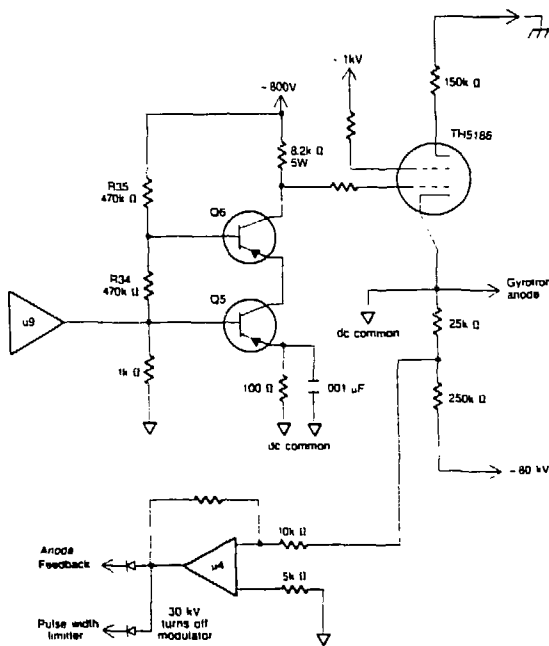 ~ 800V
- 1kV
150k Ω
TH5186
8.2k Ω
5W
R35
470k Ω
Q6
R34
470k Ω
Q5
u9
1k Ω
100 Ω
001 µF
dc common
dc common
Gyrotron
anode
25k Ω
250k Ω
- 80 kV
10k Ω
u4
5k Ω
Anode
Feedback
30 kV
turns off
modulator
Pulse width
limitter